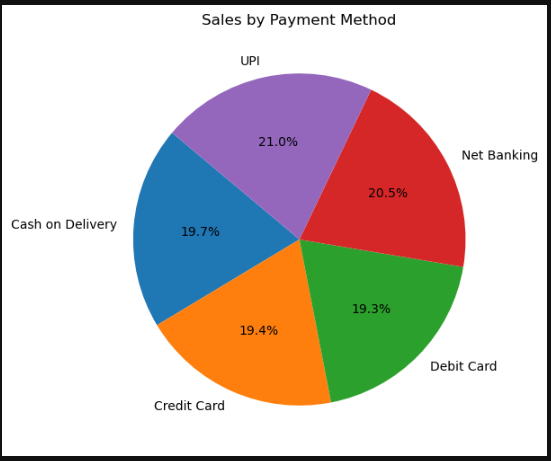 Sales by Payment Method
UPI
21.0%
Net Banking
20.5%
Cash on Delivery
19.7%
19.3%
19.4%
Debit Card
Credit Card